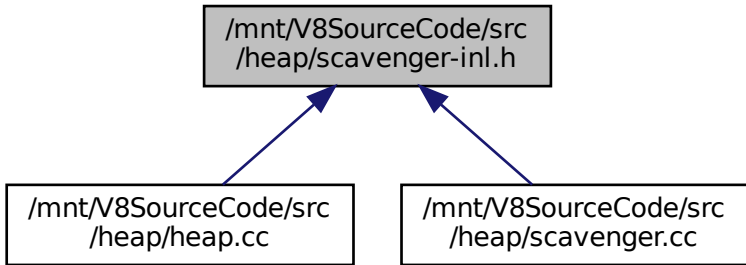 /mnt/V8SourceCode/src
/heap/scavenger-inl.h
/mnt/V8SourceCode/src
/heap/heap.cc
/mnt/V8SourceCode/src
/heap/scavenger.cc